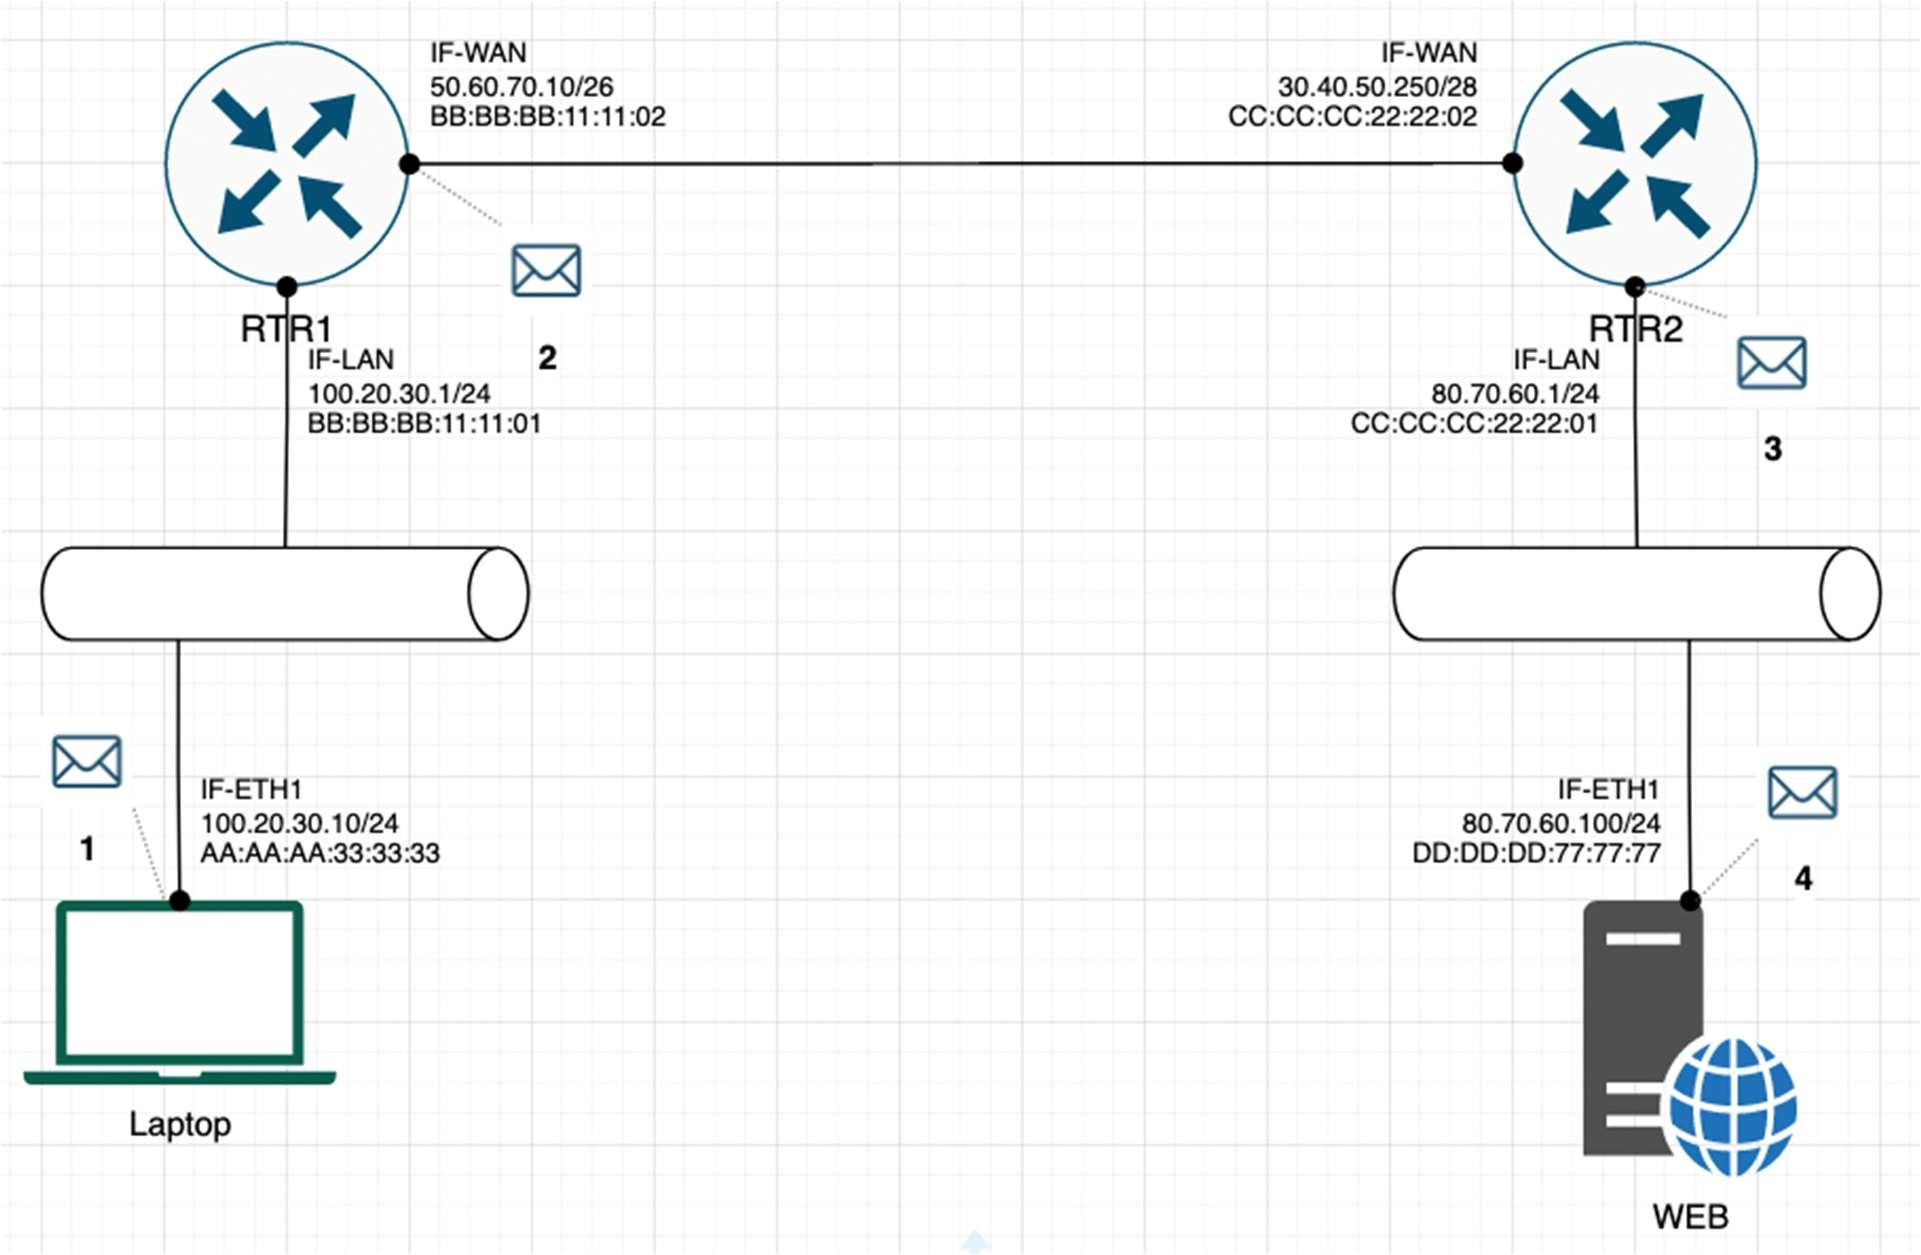 IF-WAN
50.60.70.10/26
BB:BB:BB:11:11:02
IF-WAN
30.40.50.250/28
CC:CC:CC:22:22:02
RTR1
IF-LAN
100.20.30.1/24
BB:BB:BB:11:11:01
2
RTR2
IF-LAN
80.70.60.1/24
CC:CC:CC:22:22:01
3
1
IF-ETH1
100.20.30.10/24
AA:AA:AA:33:33:33
Laptop
IF-ETH1
80.70.60.100/24
DD:DD:DD:77:77:77
4
WEB